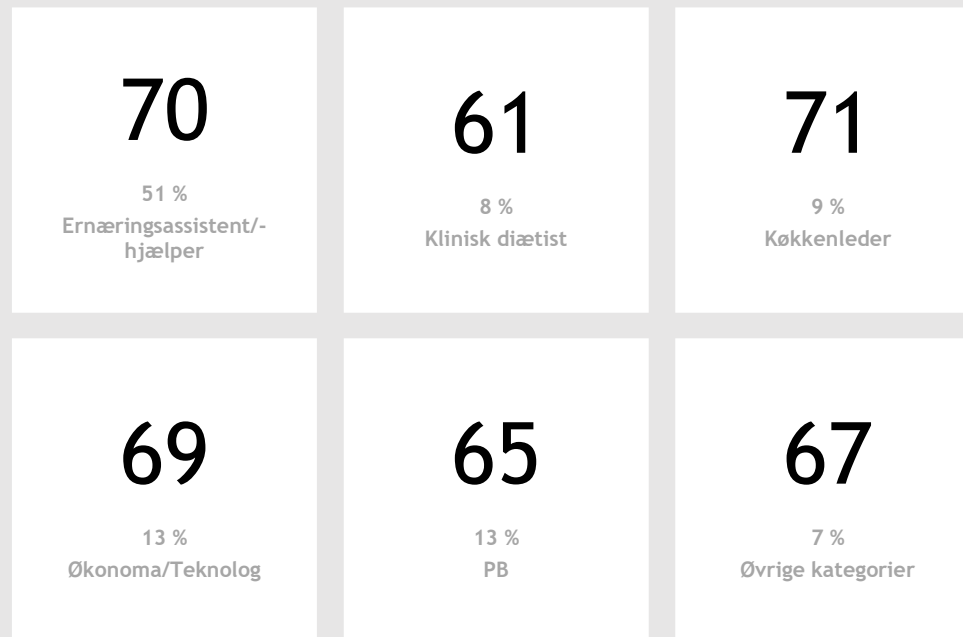 70
51 %
Ernæringsassistent/-
hjælper
61
8 %
Klinisk diætist
71
9 %
Køkkenleder
69
13 %
Økonoma/Teknolog
65
13 %
PB
67
7 %
Øvrige kategorier